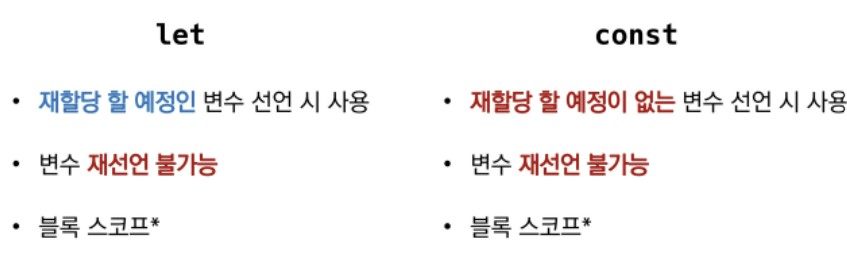 let
• 재할당 할 예정인 변수 선언 시 사용
• 변수 재선언 불가능
• 블록 스코프*
const
• 재할당 할 예정이 없는 변수 선언 시 사용
• 변수 재선언 불가능
• 블록 스코프*